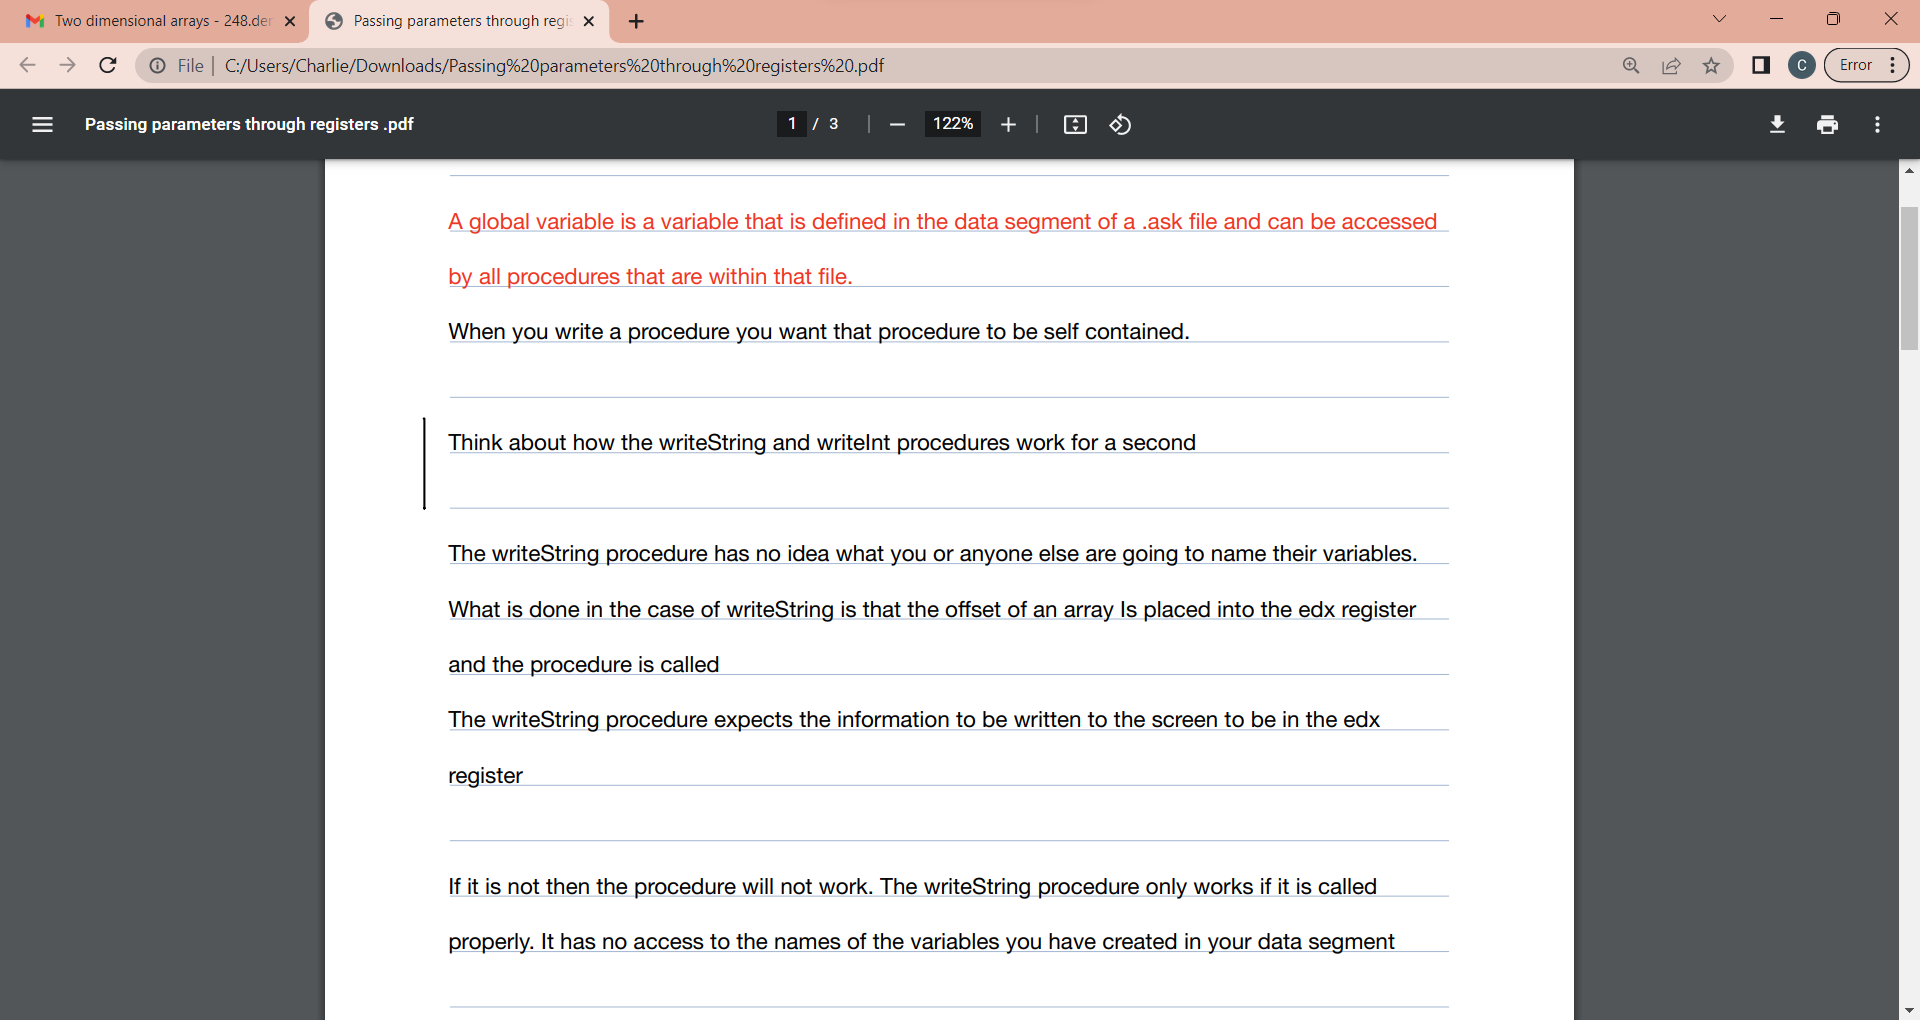 Two dimensional arrays - 248.der
Passing parameters through regis
File
C:/Users/Charlie/Downloads/Passing%20parameters%20through%20registers%20.pdf
C
Error
Passing parameters through registers .pdf
1 / 3
122%
A global variable is a variable that is defined in the data segment of a .ask file and can be accessed
by all procedures that are within that file.
When you write a procedure you want that procedure to be self contained.
Think about how the writeString and writeInt procedures work for a second
The writeString procedure has no idea what you or anyone else are going to name their variables.
What is done in the case of writeString is that the offset of an array Is placed into the edx register
and the procedure is called
The writeString procedure expects the information to be written to the screen to be in the edx
register
If it is not then the procedure will not work. The writeString procedure only works if it is called
properly. It has no access to the names of the variables you have created in your data segment